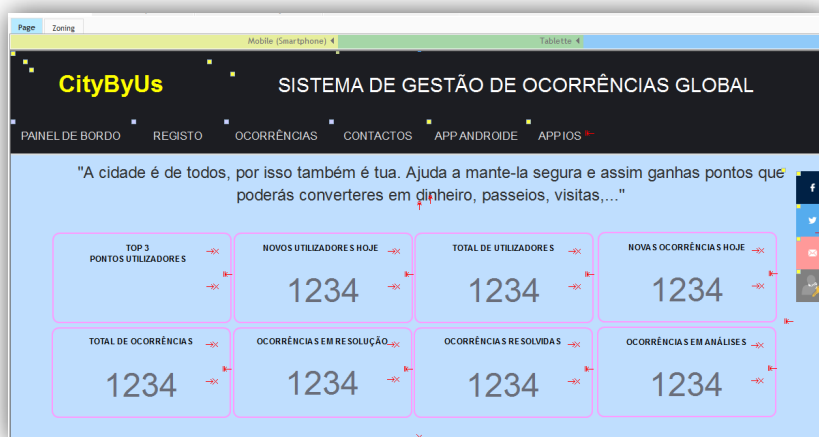 Page Zoning
Mobile (Smartphone) Tablette
CityByUs SISTEMA DE GESTÃO DE OCORRÊNCIAS GLOBAL
PAINEL DE BORDO REGISTO OCORRÊNCIAS CONTACTOS APP ANDROIDE APP IOS
"A cidade é de todos, por isso também é tua. Ajuda a mante-la segura e assim ganhas pontos que
poderás converteres em dinheiro, passeios, visitas,..."
TOP 3
PONTOS UTILIZADORES
NOVOS UTILIZADORES HOJE
1234
TOTAL DE UTILIZADORES
1234
NOVAS OCORRÊNCIAS HOJE
1234
TOTAL DE OCORRÊNCIAS
1234
OCORRÊNCIAS EM RESOLUÇÃO
1234
OCORRÊNCIAS RESOLVIDAS
1234
OCORRÊNCIAS EM ANÁLISES
1234